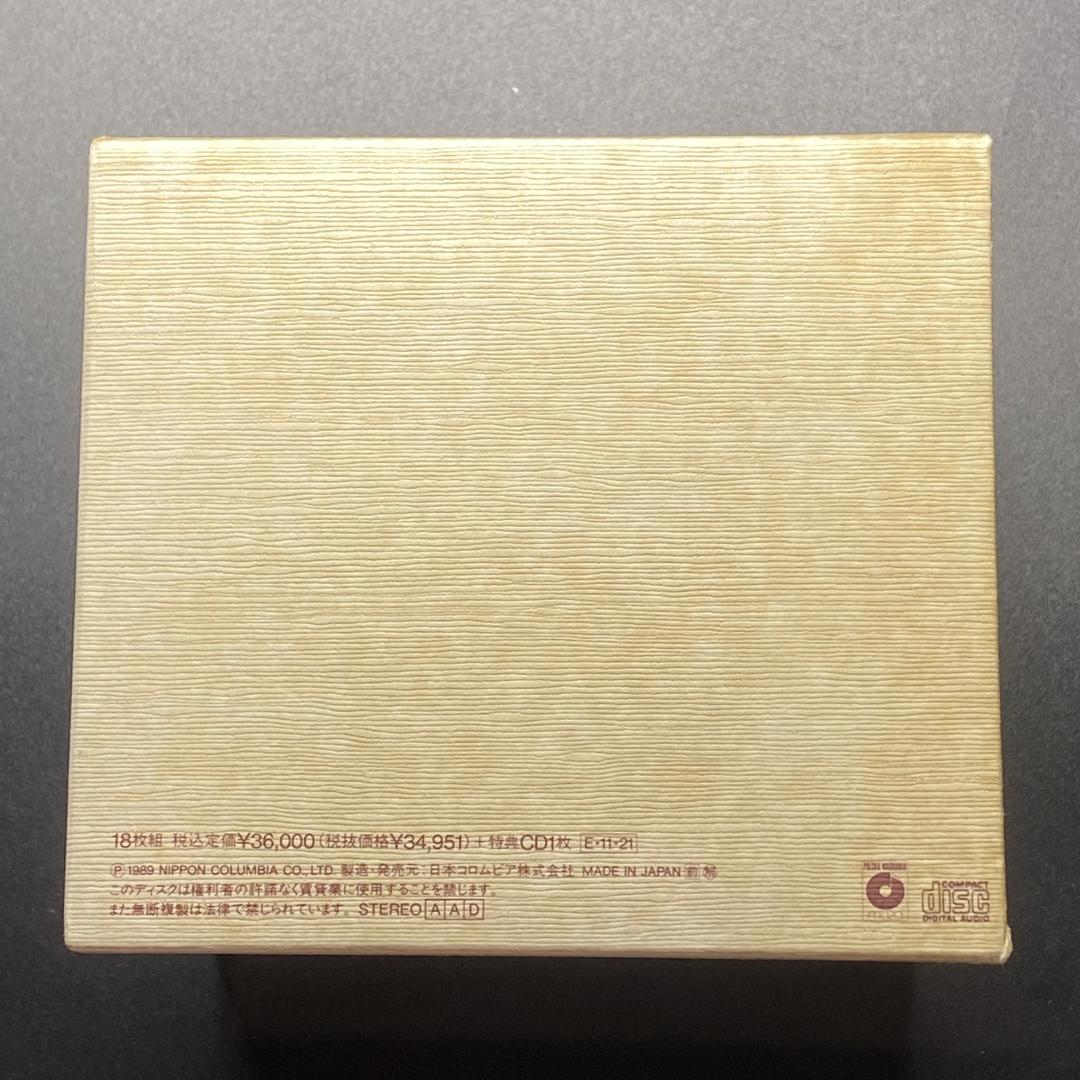 18枚組 税込定価¥36,000(税抜価格¥34,951)+特典CD1枚 E・11・21
Ⓟ 1989 NIPPON COLUMBIA CO., LTD. 製造・発売元:日本コロムビア株式会社 MADE IN JAPAN 前 解
このディスクは権利者の許諾なく賃貸業に使用することを禁じます。
また無断複製は法律で禁じられています。 STEREO A A D
POLSKIE NAGRANIA
COMPACT
disc
DIGITAL AUDIO